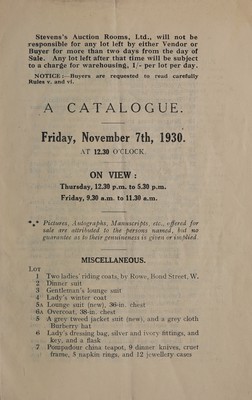 Stevens's Auction Rooms, Ltd., will not be
responsible for any lot left by either Vendor or
Buyer for more than two days from the day of
Sale. Any lot left after that time will be subject
to a charge for warehousing, 1/- per lot per day.
NOTICE:—Buyers are requested to read carefully
Rules v. and vi.
A CATALOGUE.
Friday, November 7th, 1930.
AT 12.30 O'CLOCK.
ON VIEW :
Thursday, 12.30 p.m. to 5.30 p.m.
Friday, 9.30 a.m. to 11.30 a.m.
*** Pictures, Autographs, Manuscripts, etc., offered for
sale are attributed to the persons named, but no
guarantee as to their genuineness is given or implied.
MISCELLANEOUS.
LOT
1 Two ladies' riding coats, by Rowe, Bond Street, W.
2 Dinner suit
3 Gentleman's lounge suit
4 Lady's winter coat
5A Lounge suit (new), 36-in. chest
6A Overcoat, 38-in. chest
5 A grey tweed jacket suit (new), and a grey cloth
Burberry hat
6 Lady's dressing bag, silver and ivory fittings, and
key, and a flask
7 Pompadour china teapot, 9 dinner knives, cruet
frame, 5 napkin rings, and 12 jewellery cases